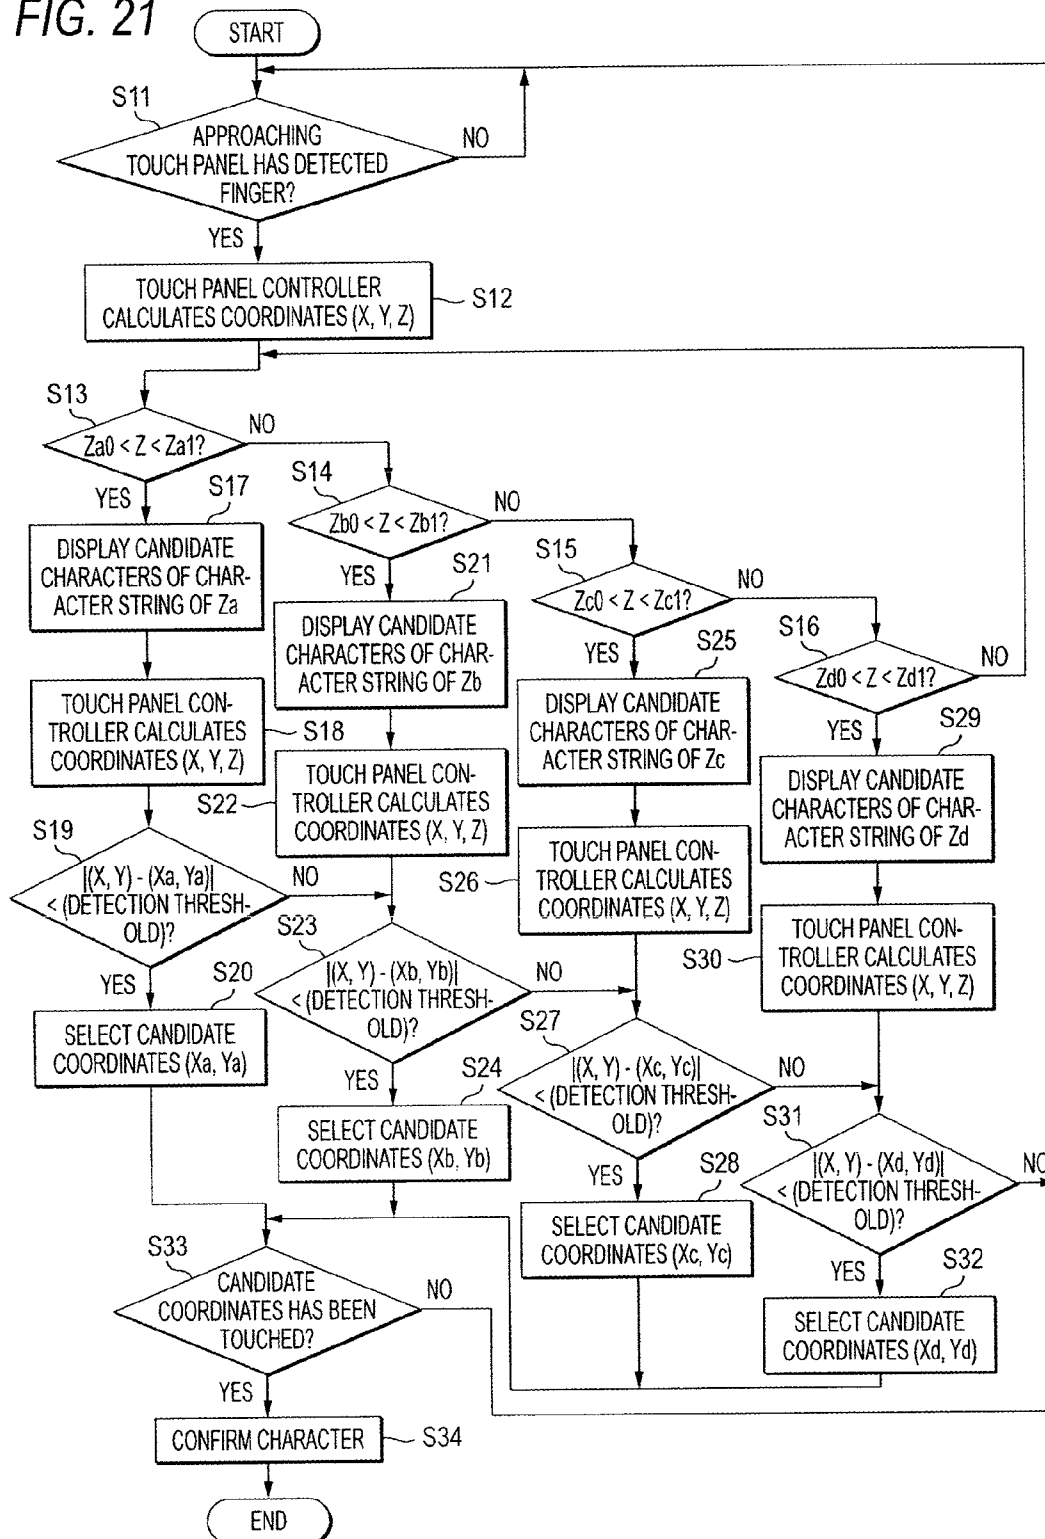 FIG. 21
START
S11
APPROACHING
TOUCH PANEL HAS DETECTED
FINGER?
NO
YES
TOUCH PANEL CONTROLLER
CALCULATES COORDINATES (X, Y, Z)
S12
S13
Za0 < Z < Za1?
NO
YES
S14
Zb0 < Z < Zb1?
NO
YES
S15
Zc0 < Z < Zc1?
NO
YES
S16
Zd0 < Z < Zd1?
NO
YES
S17
DISPLAY CANDIDATE
CHARACTERS OF CHAR-
ACTER STRING OF Za
TOUCH PANEL CON-
TROLLER CALCULATES
COORDINATES (X, Y, Z)
S18
S19
|(X, Y) - (Xa, Ya)|
< (DETECTION THRESH-
OLD)?
NO
YES
S20
SELECT CANDIDATE
COORDINATES (Xa, Ya)
S21
DISPLAY CANDIDATE
CHARACTERS OF CHAR-
ACTER STRING OF Zb
S22
TOUCH PANEL CON-
TROLLER CALCULATES
COORDINATES (X, Y, Z)
S23
|(X, Y) - (Xb, Yb)|
< (DETECTION THRESH-
OLD)?
NO
YES
S24
SELECT CANDIDATE
COORDINATES (Xb, Yb)
S25
DISPLAY CANDIDATE
CHARACTERS OF CHAR-
ACTER STRING OF Zc
S26
TOUCH PANEL CON-
TROLLER CALCULATES
COORDINATES (X, Y, Z)
S27
|(X, Y) - (Xc, Yc)|
< (DETECTION THRESH-
OLD)?
NO
YES
S28
SELECT CANDIDATE
COORDINATES (Xc, Yc)
S29
DISPLAY CANDIDATE
CHARACTERS OF CHAR-
ACTER STRING OF Zd
S30
TOUCH PANEL CON-
TROLLER CALCULATES
COORDINATES (X, Y, Z)
S31
|(X, Y) - (Xd, Yd)|
< (DETECTION THRESH-
OLD)?
NO
YES
S32
SELECT CANDIDATE
COORDINATES (Xd, Yd)
S33
CANDIDATE
COORDINATES HAS BEEN
TOUCHED?
NO
YES
CONFIRM CHARACTER
S34
END